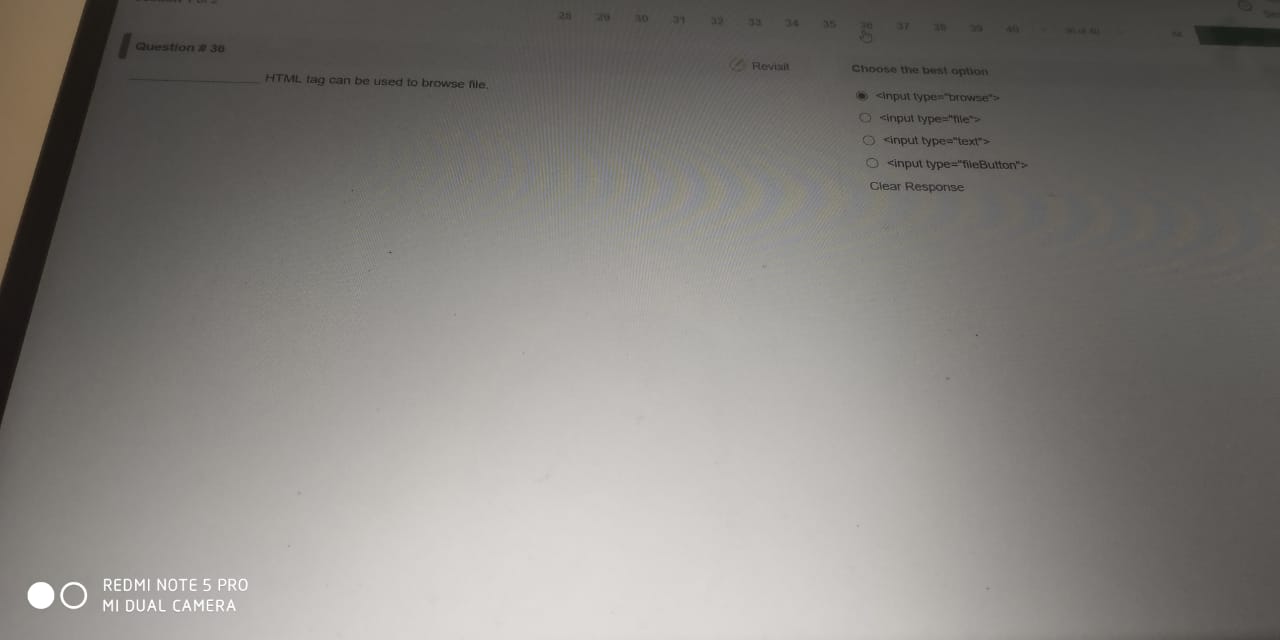 28 29 30 31 32 33 34 35 36 37 38 39 40
Question # 36
Revisit
Choose the best option
______________ HTML tag can be used to browse file.
<input type="browse">
<input type="file">
<input type="text">
<input type="fileButton">
Clear Response
REDMI NOTE 5 PRO
MI DUAL CAMERA